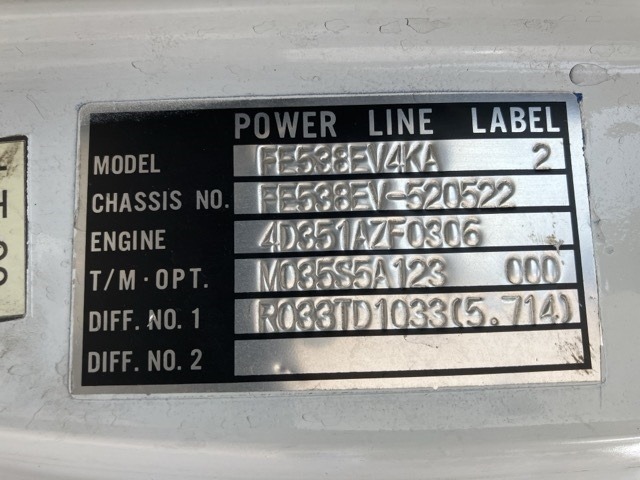 POWER LINE LABEL
MODEL FE538EV4KA 2
CHASSIS NO. FE538EV-520522
ENGINE 4D351AZF0306
T/M·OPT. M035S5A123 000
DIFF. NO. 1 R033TD1033(5.714)
DIFF. NO. 2